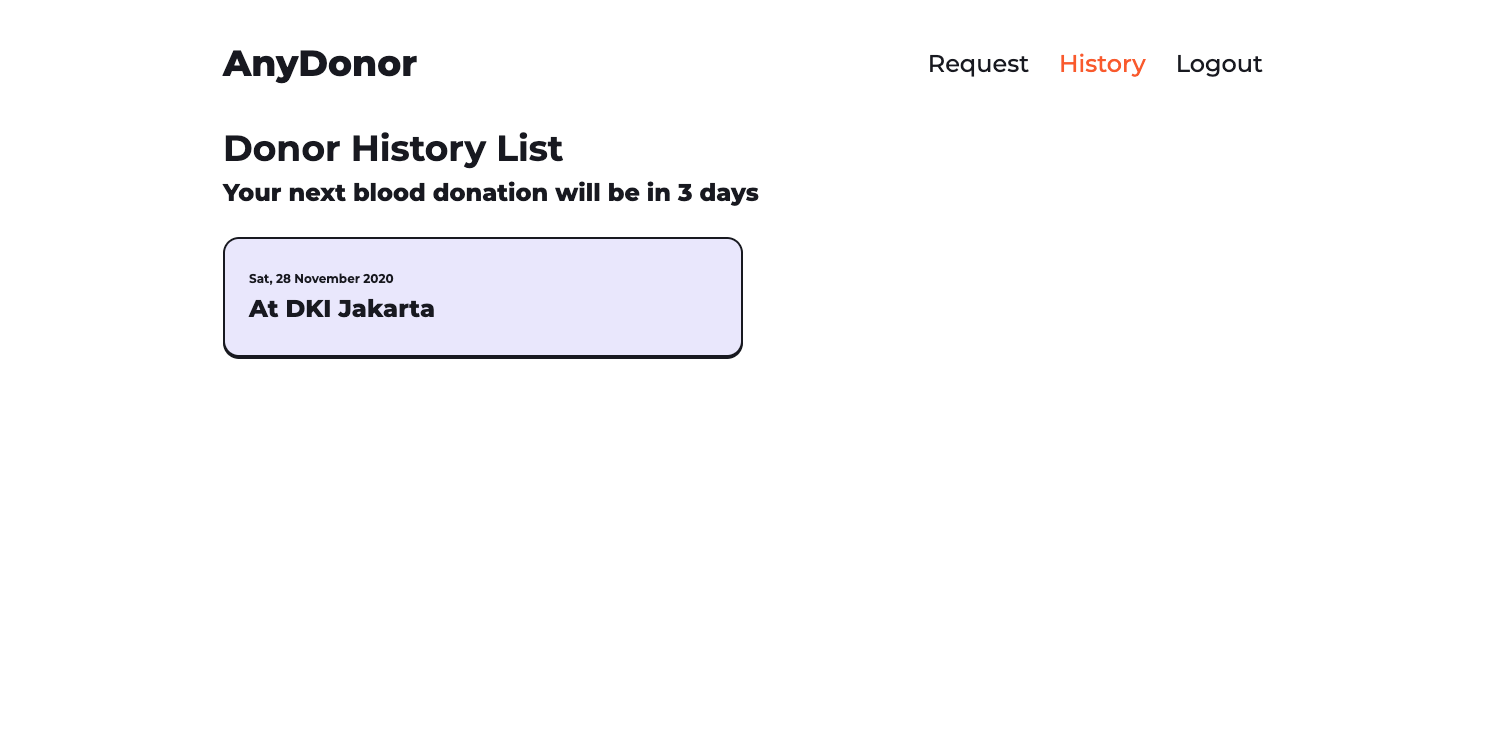 AnyDonor
Request History Logout
Donor History List
Your next blood donation will be in 3 days
Sat, 28 November 2020
At DKI Jakarta